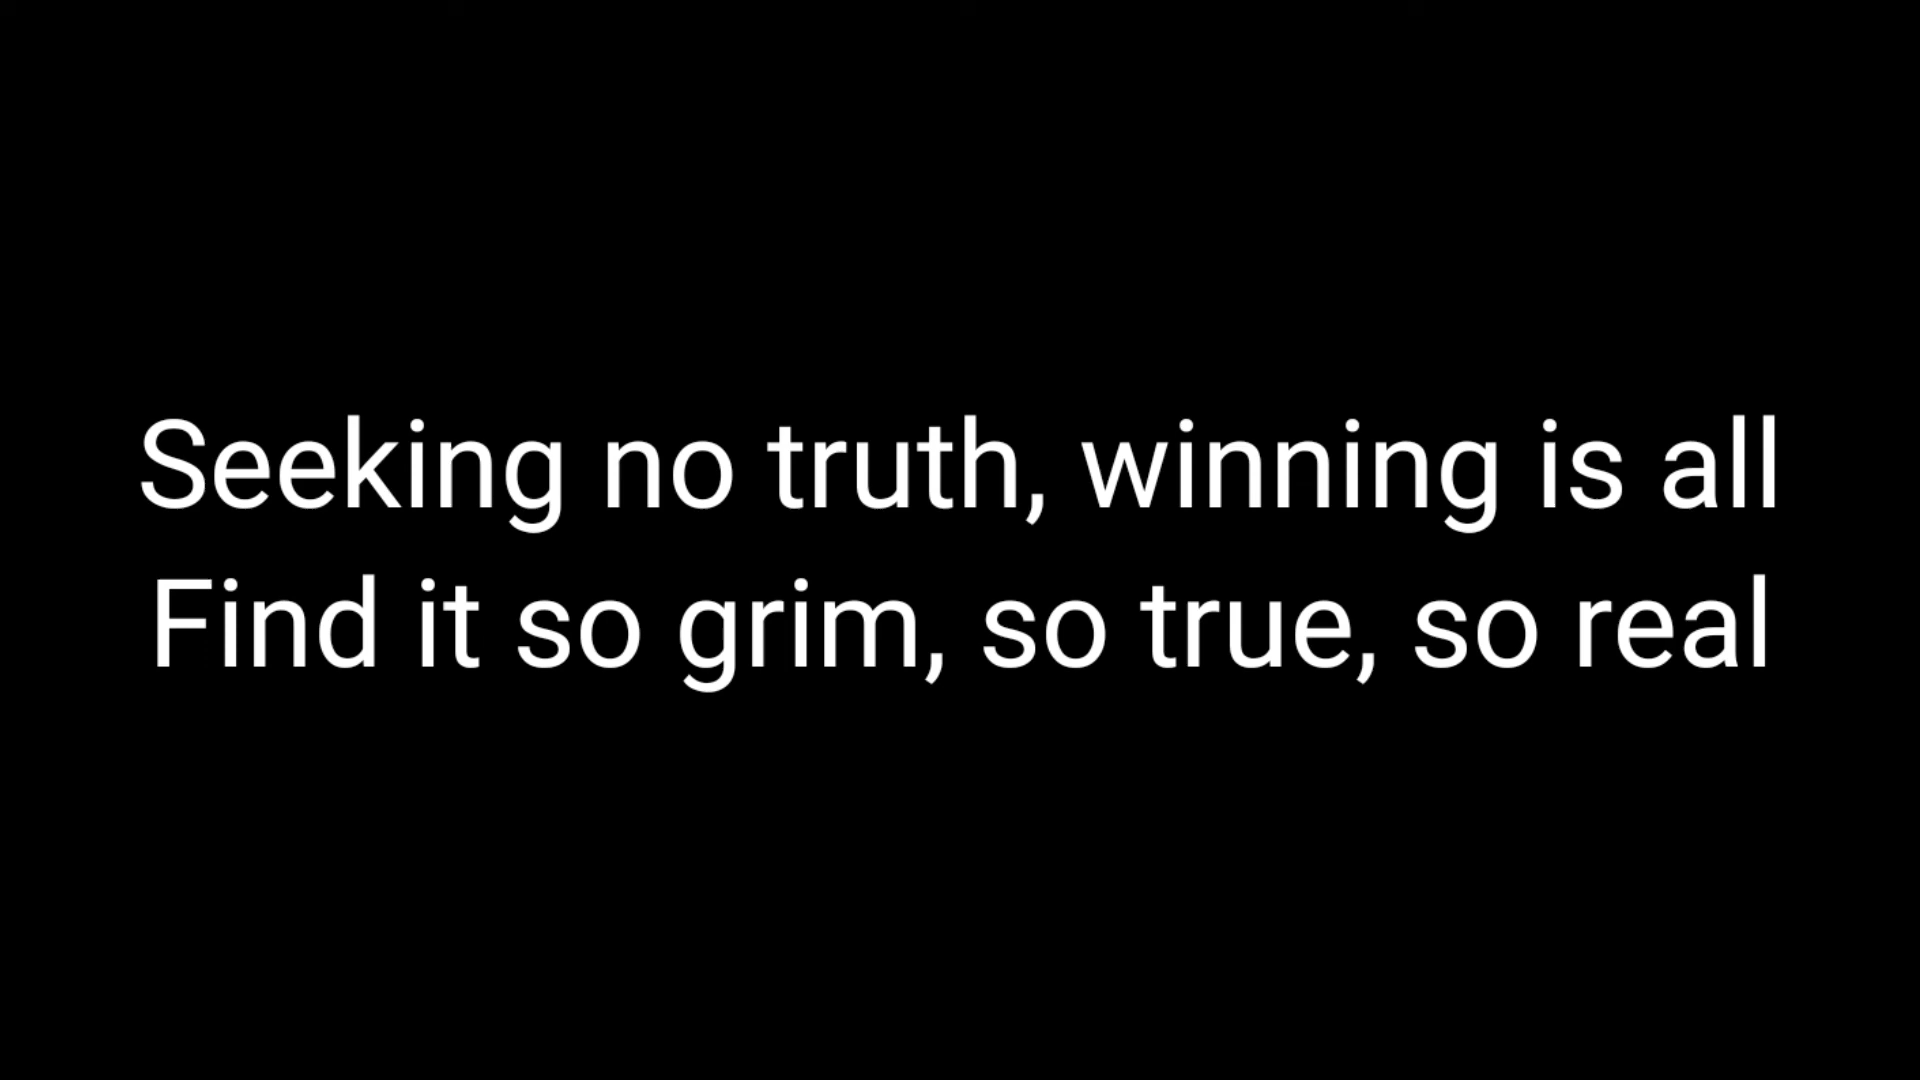 Seeking no truth, winning is all
Find it so grim, so true, so real